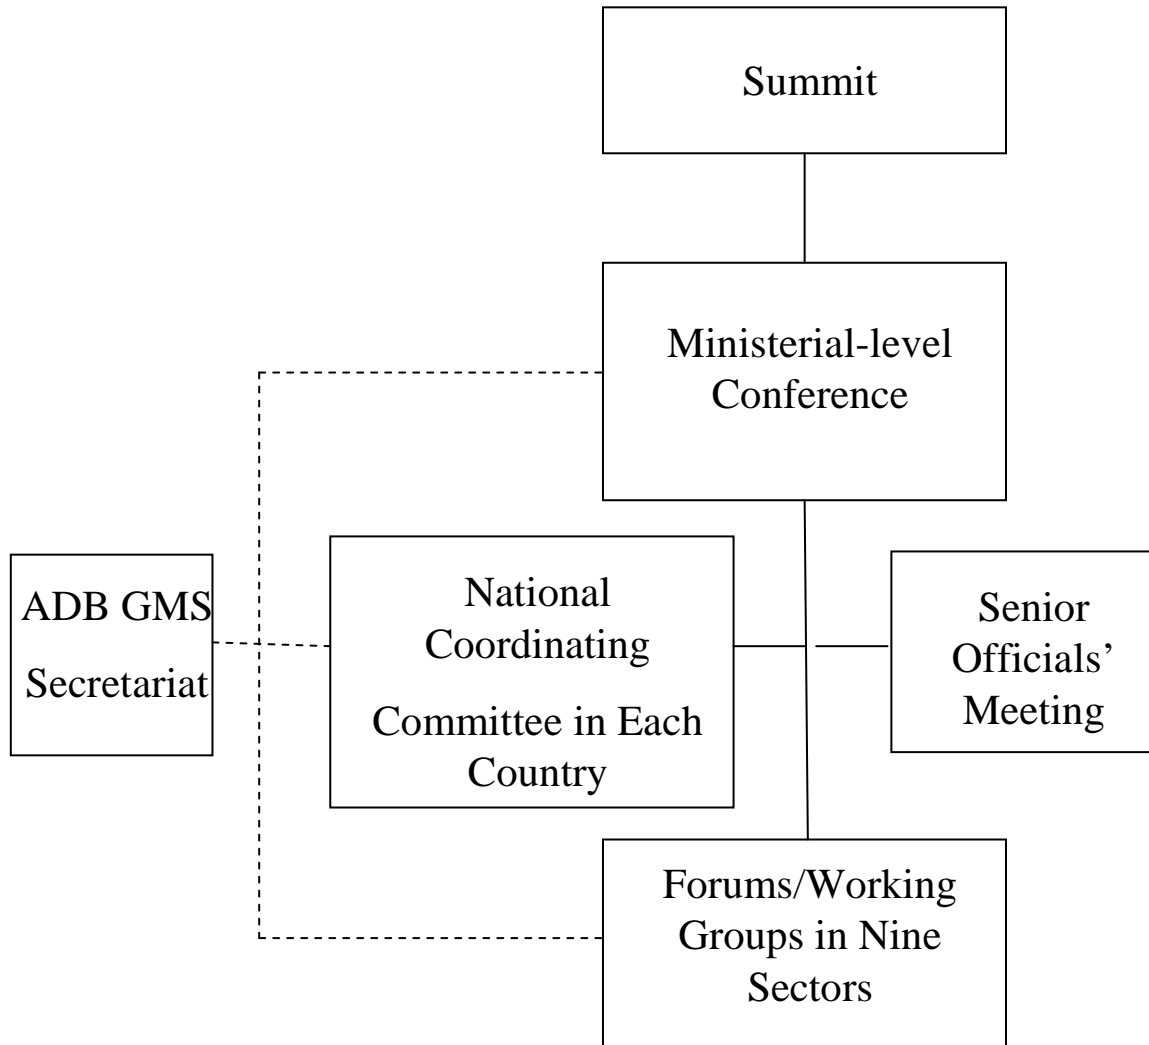 Summit
Ministerial-level
Conference
ADB GMS
Secretariat
National
Coordinating
Committee in Each
Country
Senior
Officials’
Meeting
Forums/Working
Groups in Nine
Sectors